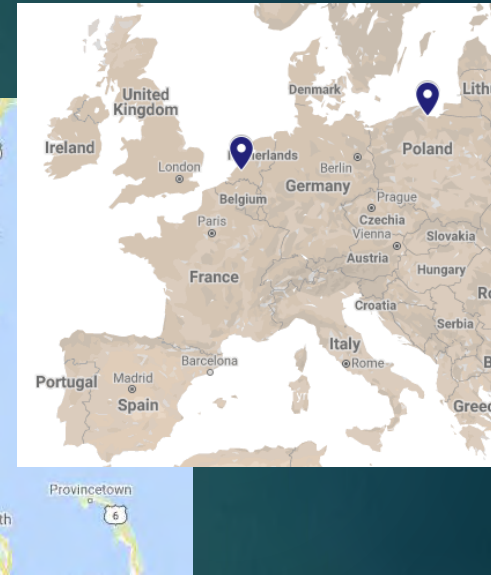 United
Kingdom
Ireland
London
Denmark
Berlin
Poland
Germany
Belgium
Paris
Prague
Czechia
Vienna
Slovakia
Austria
Hungary
France
Croatia
Serbia
Italy
Rome
Barcelona
Portugal
Madrid
Spain
Provincetown
6